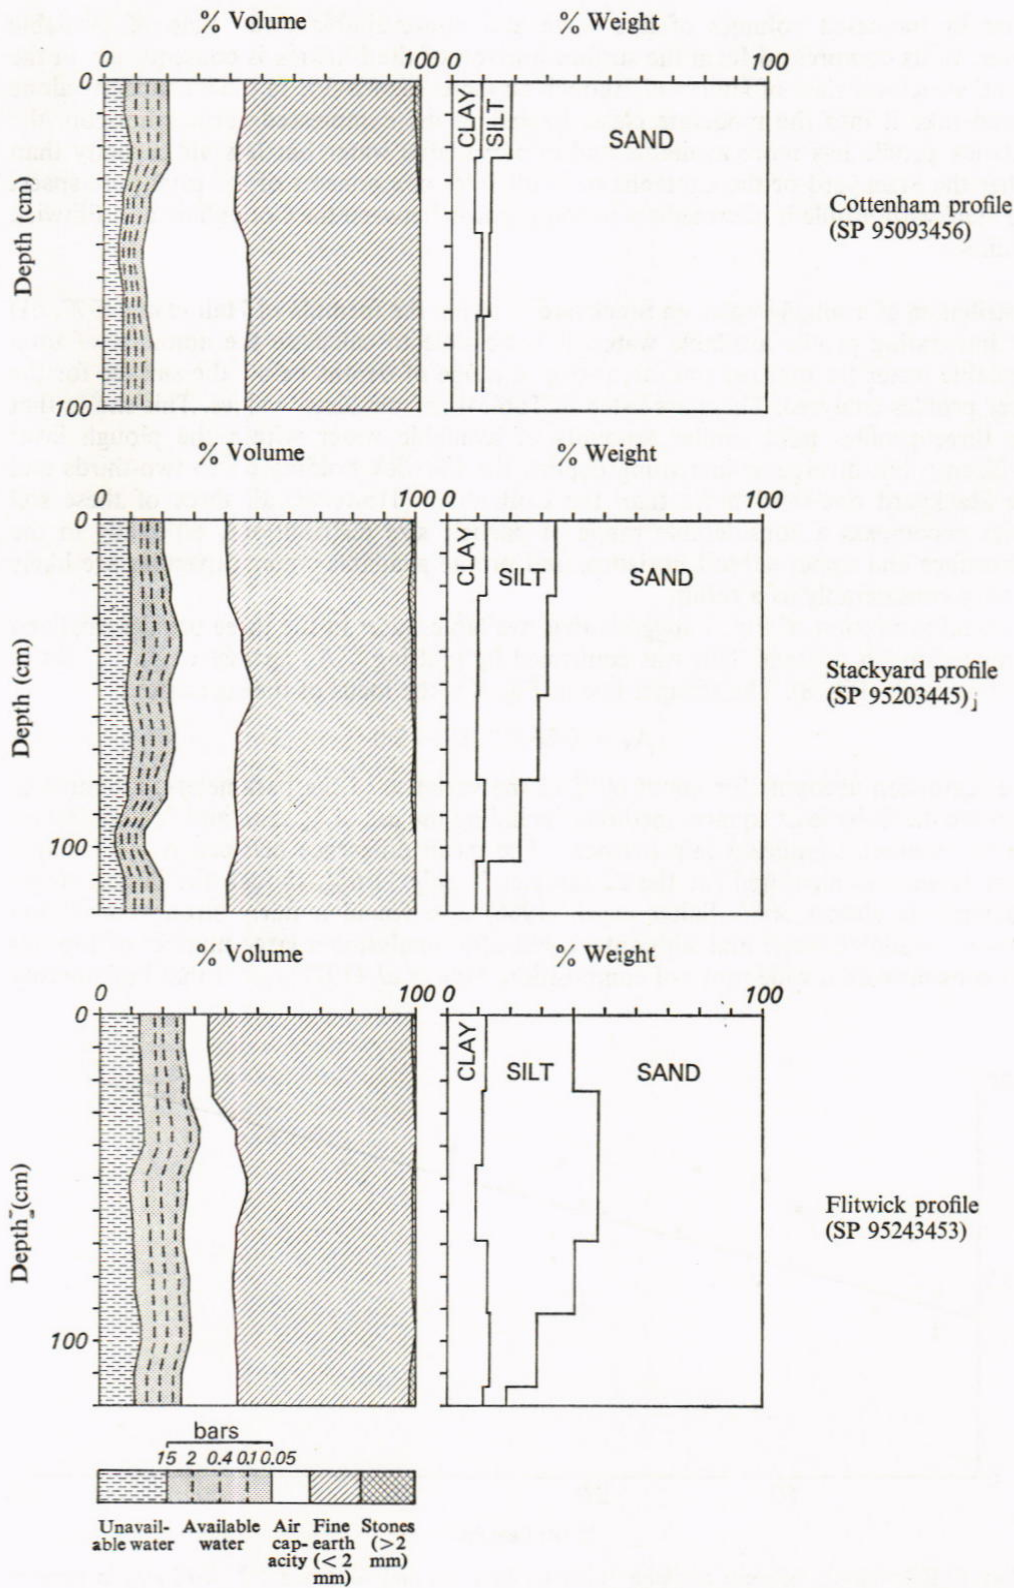 % Volume % Weight
0 100 0 100
0
CLAY
SILT
SAND
Depth (cm)
Cottenham profile
(SP 95093456)
100
% Volume % Weight
0 100 0 100
0
CLAY
SILT
SAND
Depth (cm)
Stackyard profile
(SP 95203445)
100
% Volume % Weight
0 100 0 100
0
CLAY
SILT
SAND
Depth (cm)
Flitwick profile
(SP 95243453)
100
bars
15 2 0.4 0.1 0.05
Unavail- Available Air Fine Stones
able water water cap- earth (>2
acity (< 2 mm)
mm)